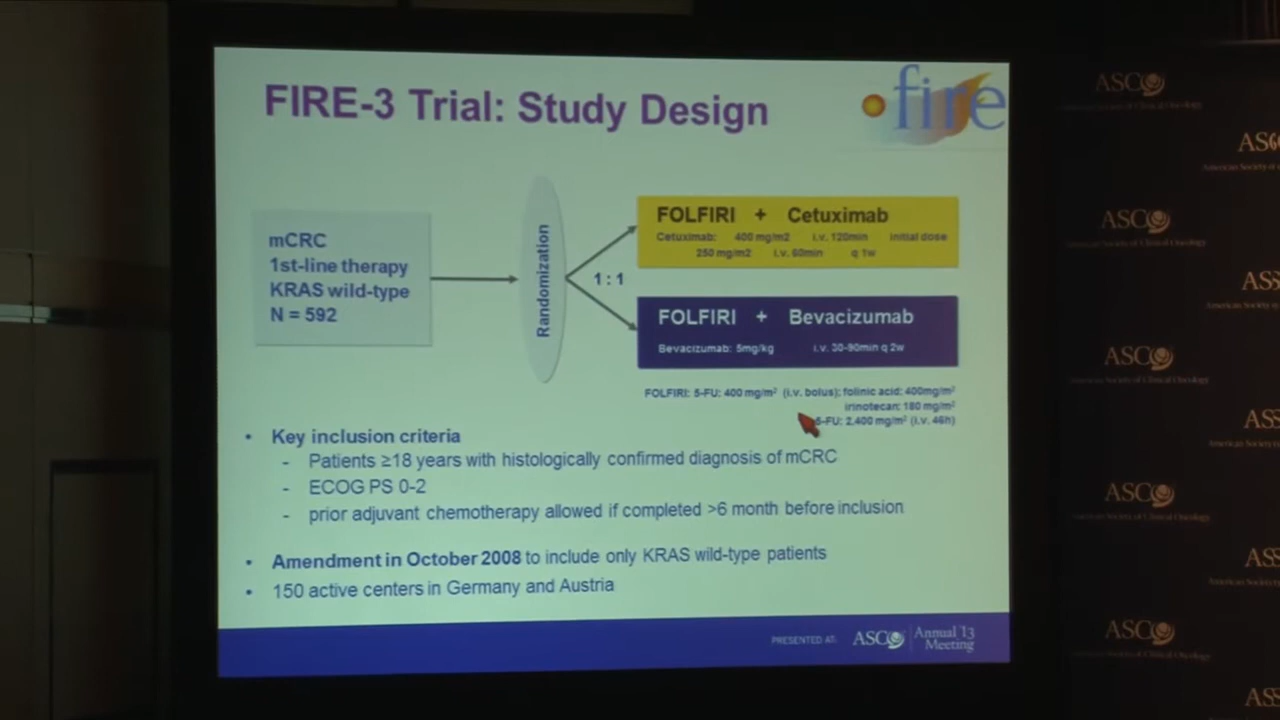 FIRE-3 Trial: Study Design
fire
mCRC
1st-line therapy
KRAS wild-type
N = 592
Randomization
1 : 1
FOLFIRI + Cetuximab
Cetuximab: 400 mg/m2 i.v. 120min initial dose
250 mg/m2 i.v. 60min q 1w
FOLFIRI + Bevacizumab
Bevacizumab: 5mg/kg i.v. 30-90min q 2w
FOLFIRI: 5-FU: 400 mg/m² (i.v. bolus); folinic acid: 400mg/m²
irinotecan: 180 mg/m²
5-FU: 2,400 mg/m² (i.v. 46h)
• Key inclusion criteria
- Patients ≥18 years with histologically confirmed diagnosis of mCRC
- ECOG PS 0-2
- prior adjuvant chemotherapy allowed if completed >6 month before inclusion
• Amendment in October 2008 to include only KRAS wild-type patients
• 150 active centers in Germany and Austria
PRESENTED AT: ASCO Annual '13
Meeting
ASCO
ASCO
ASCO
ASCO
ASCO